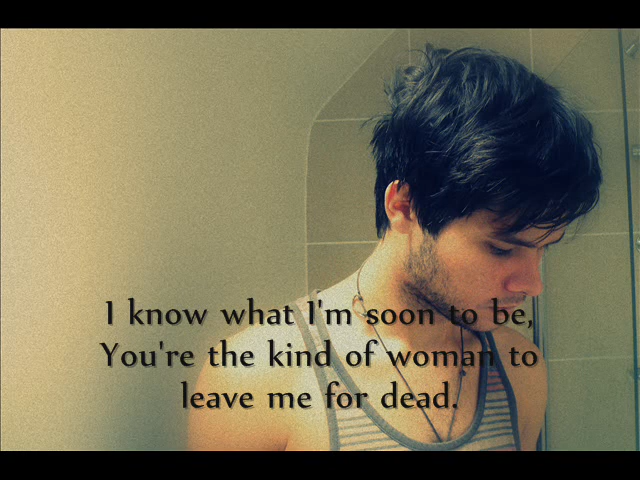 I know what I'm soon to be,
You're the kind of woman to
leave me for dead.